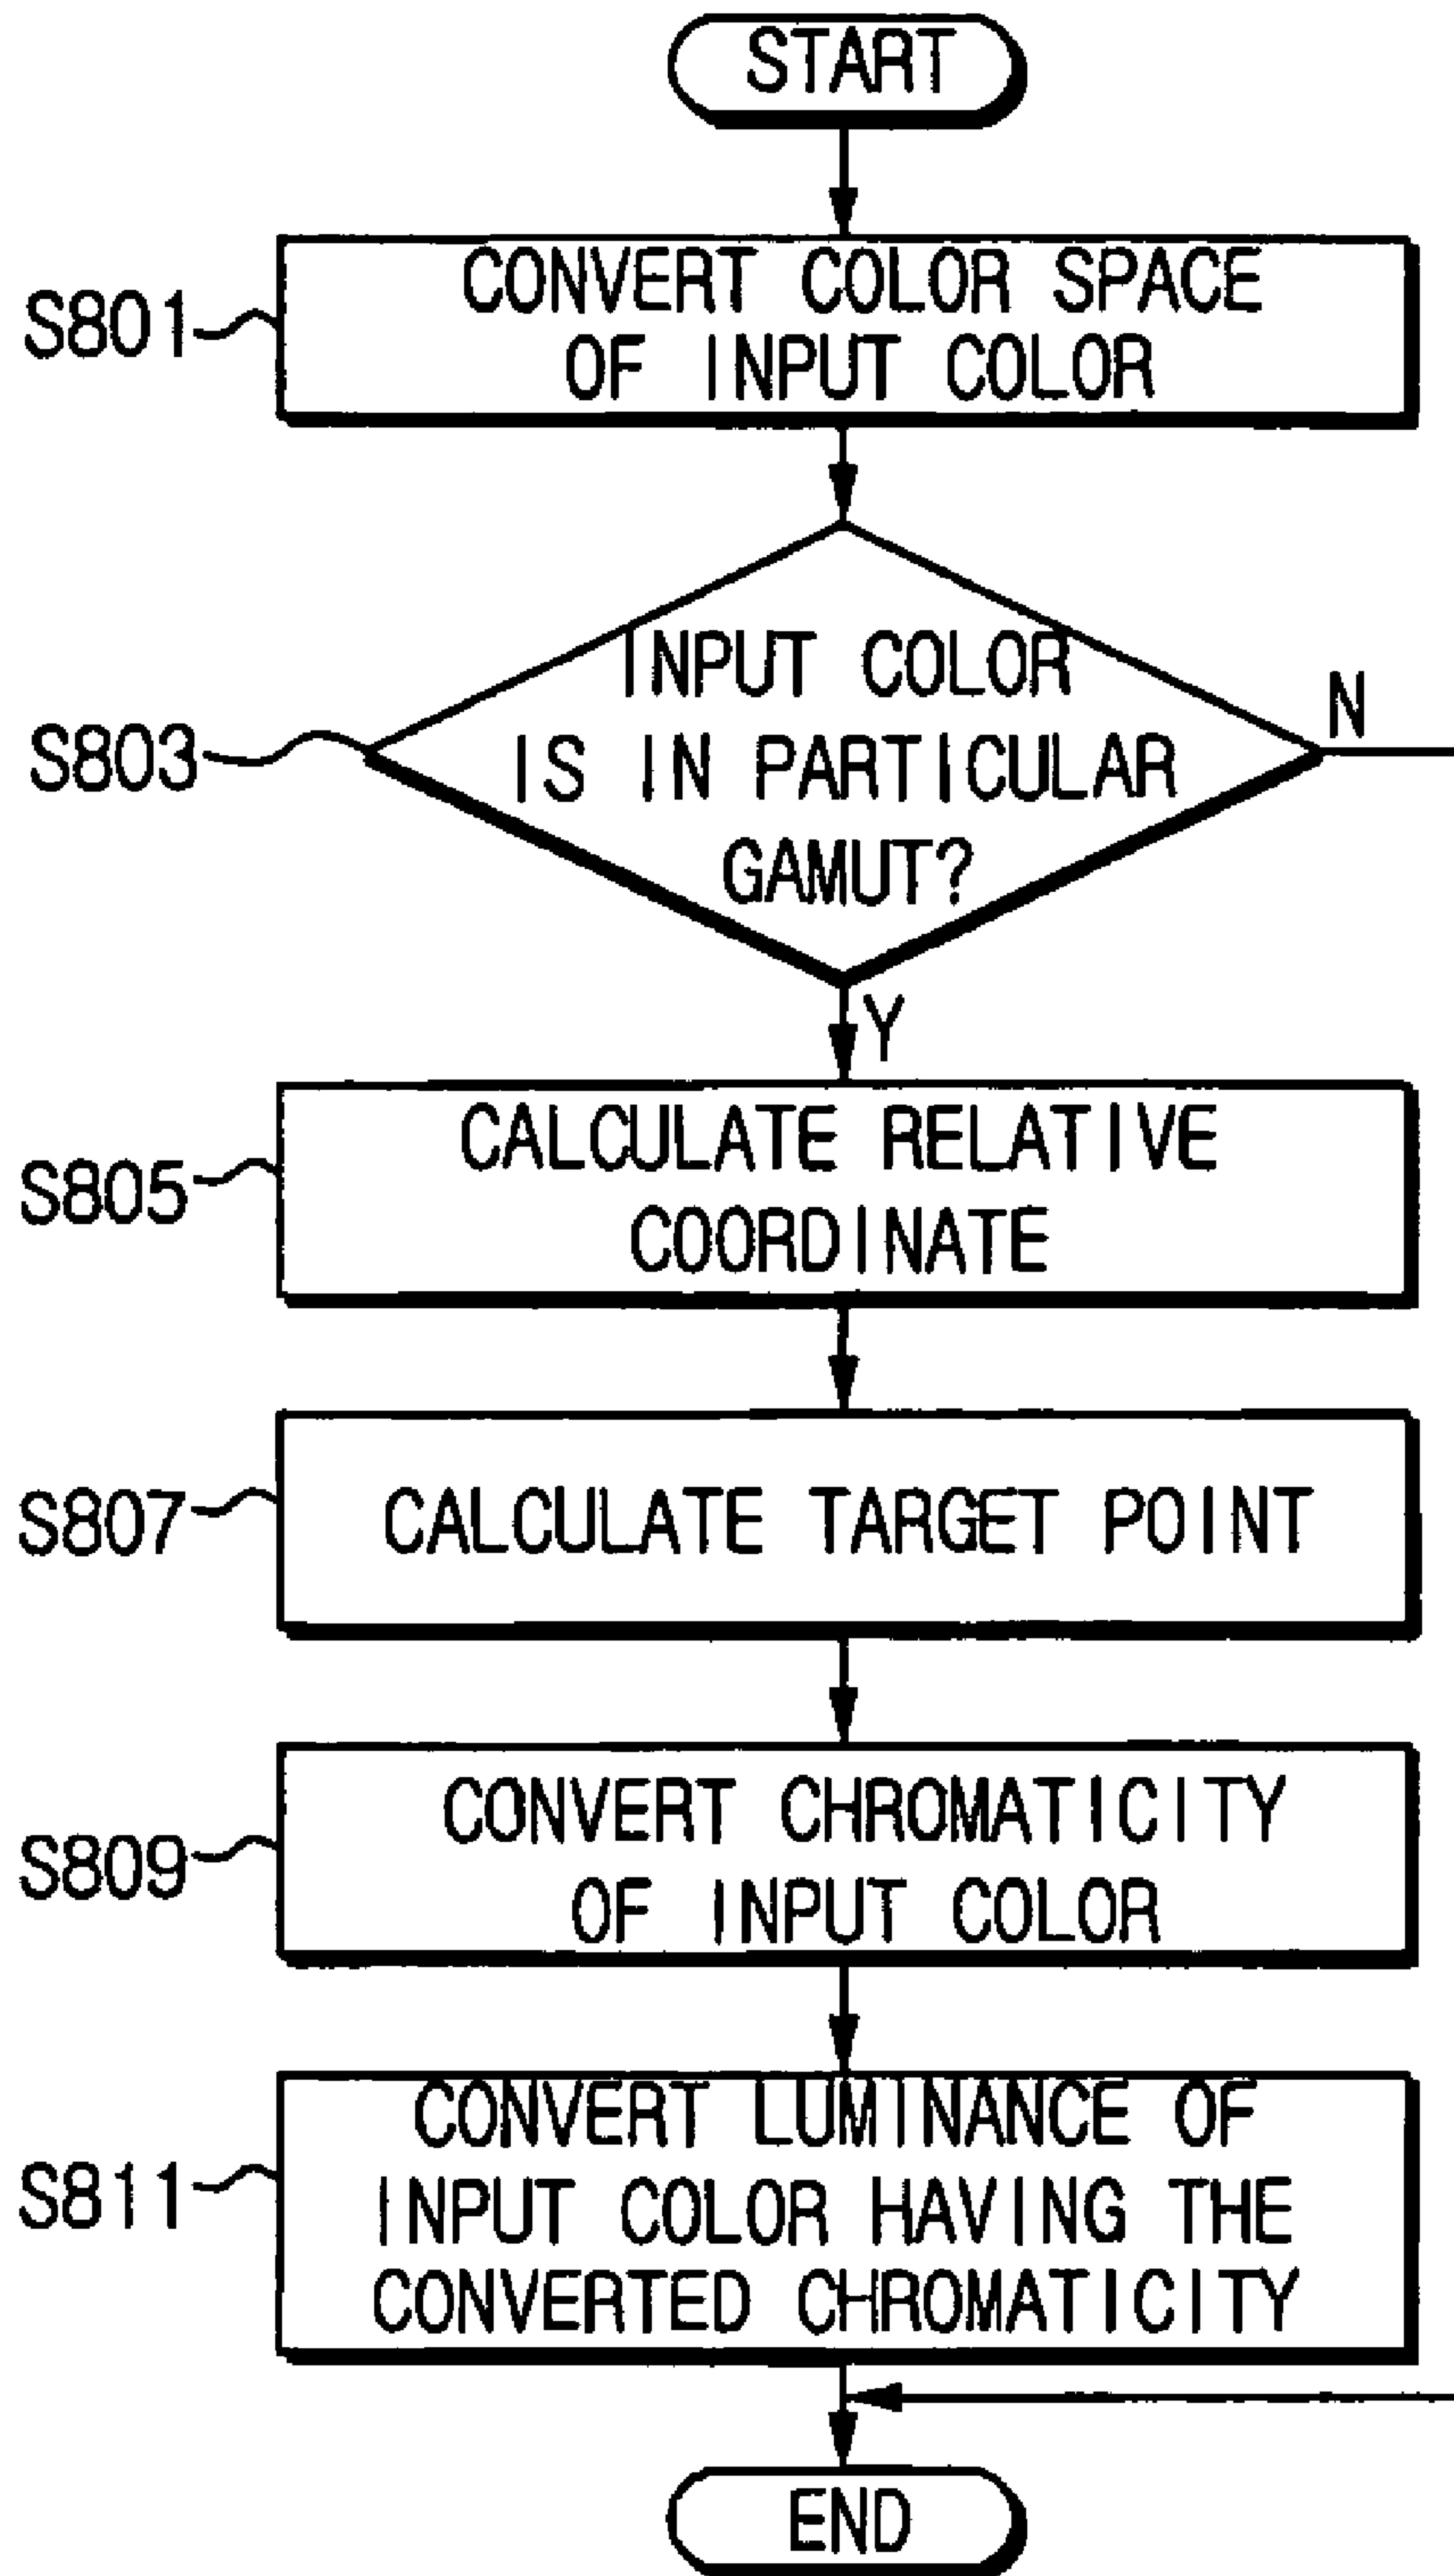 START
S801
CONVERT COLOR SPACE
OF INPUT COLOR
S803
INPUT COLOR
IS IN PARTICULAR
GAMUT?
N
Y
S805
CALCULATE RELATIVE
COORDINATE
S807
CALCULATE TARGET POINT
S809
CONVERT CHROMATICITY
OF INPUT COLOR
S811
CONVERT LUMINANCE OF
INPUT COLOR HAVING THE
CONVERTED CHROMATICITY
END